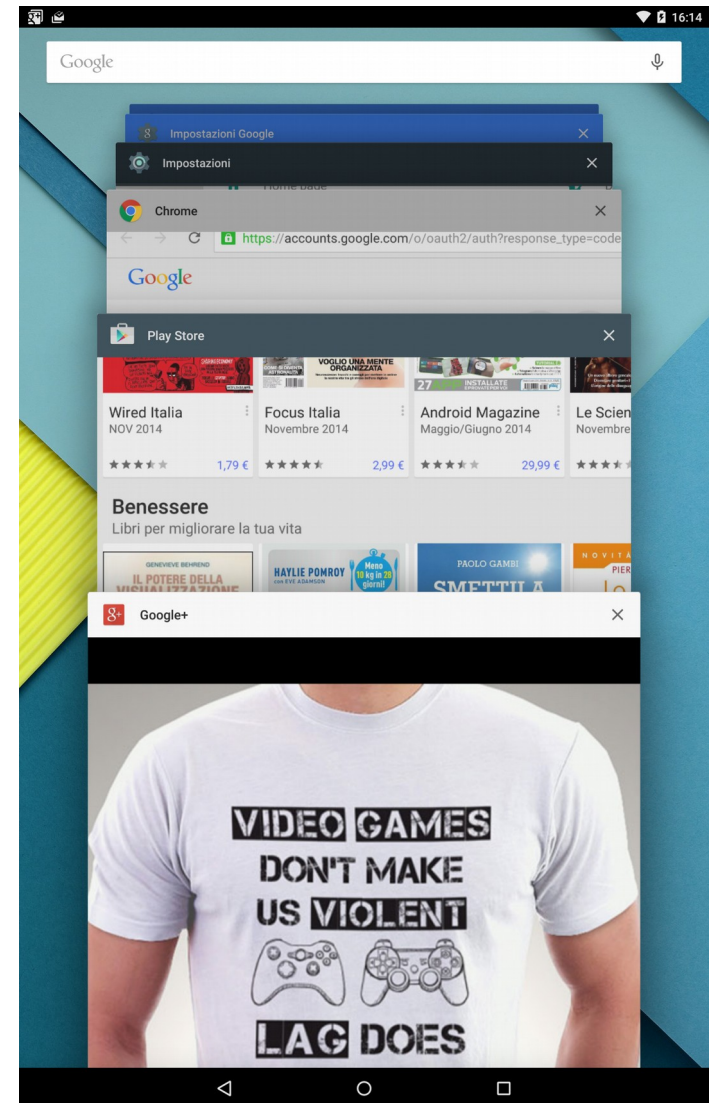 16:14
Google
Impostazioni Google
Impostazioni
Home page
Chrome
https://accounts.google.com/o/oauth2/auth?response_type=code
Google
Play Store
VOGLIO UNA MENTE
ORGANIZZATA
27 INSTALLATE
Wired Italia Focus Italia Android Magazine Le Scien
NOV 2014 Novembre 2014 Maggio/Giugno 2014 Novembre
1,79 € 2,99 € 29,99 €
Benessere
Libri per migliorare la tua vita
GENEVIEVE BEHREND
IL POTERE DELLA
VISUALIZZAZIONE
HAYLIE POMROY
con EVE ADAMSON
Meno
10 kg in 28
giorni!
PAOLO GAMBI
SMETTILA
NOVITÀ
PIER
Google+
VIDEO GAMES
DON'T MAKE
US VIOLENT
LAG DOES